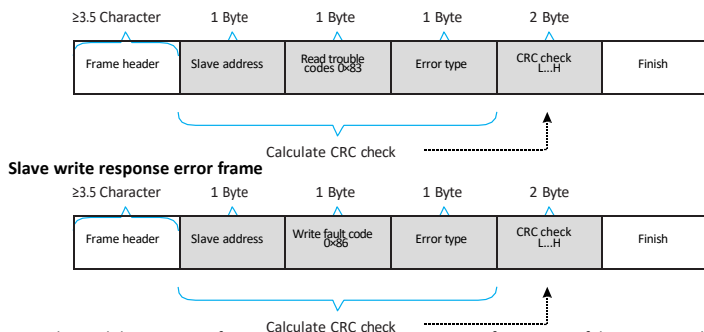 ≥3.5 Character 1 Byte 1 Byte 1 Byte 2 Byte
Frame header Slave address Read trouble codes 0×83 Error type CRC check L...H Finish
Calculate CRC check
Slave write response error frame
≥3.5 Character 1 Byte 1 Byte 1 Byte 2 Byte
Frame header Slave address Write fault code 0×86 Error type CRC check L...H Finish
Calculate CRC check